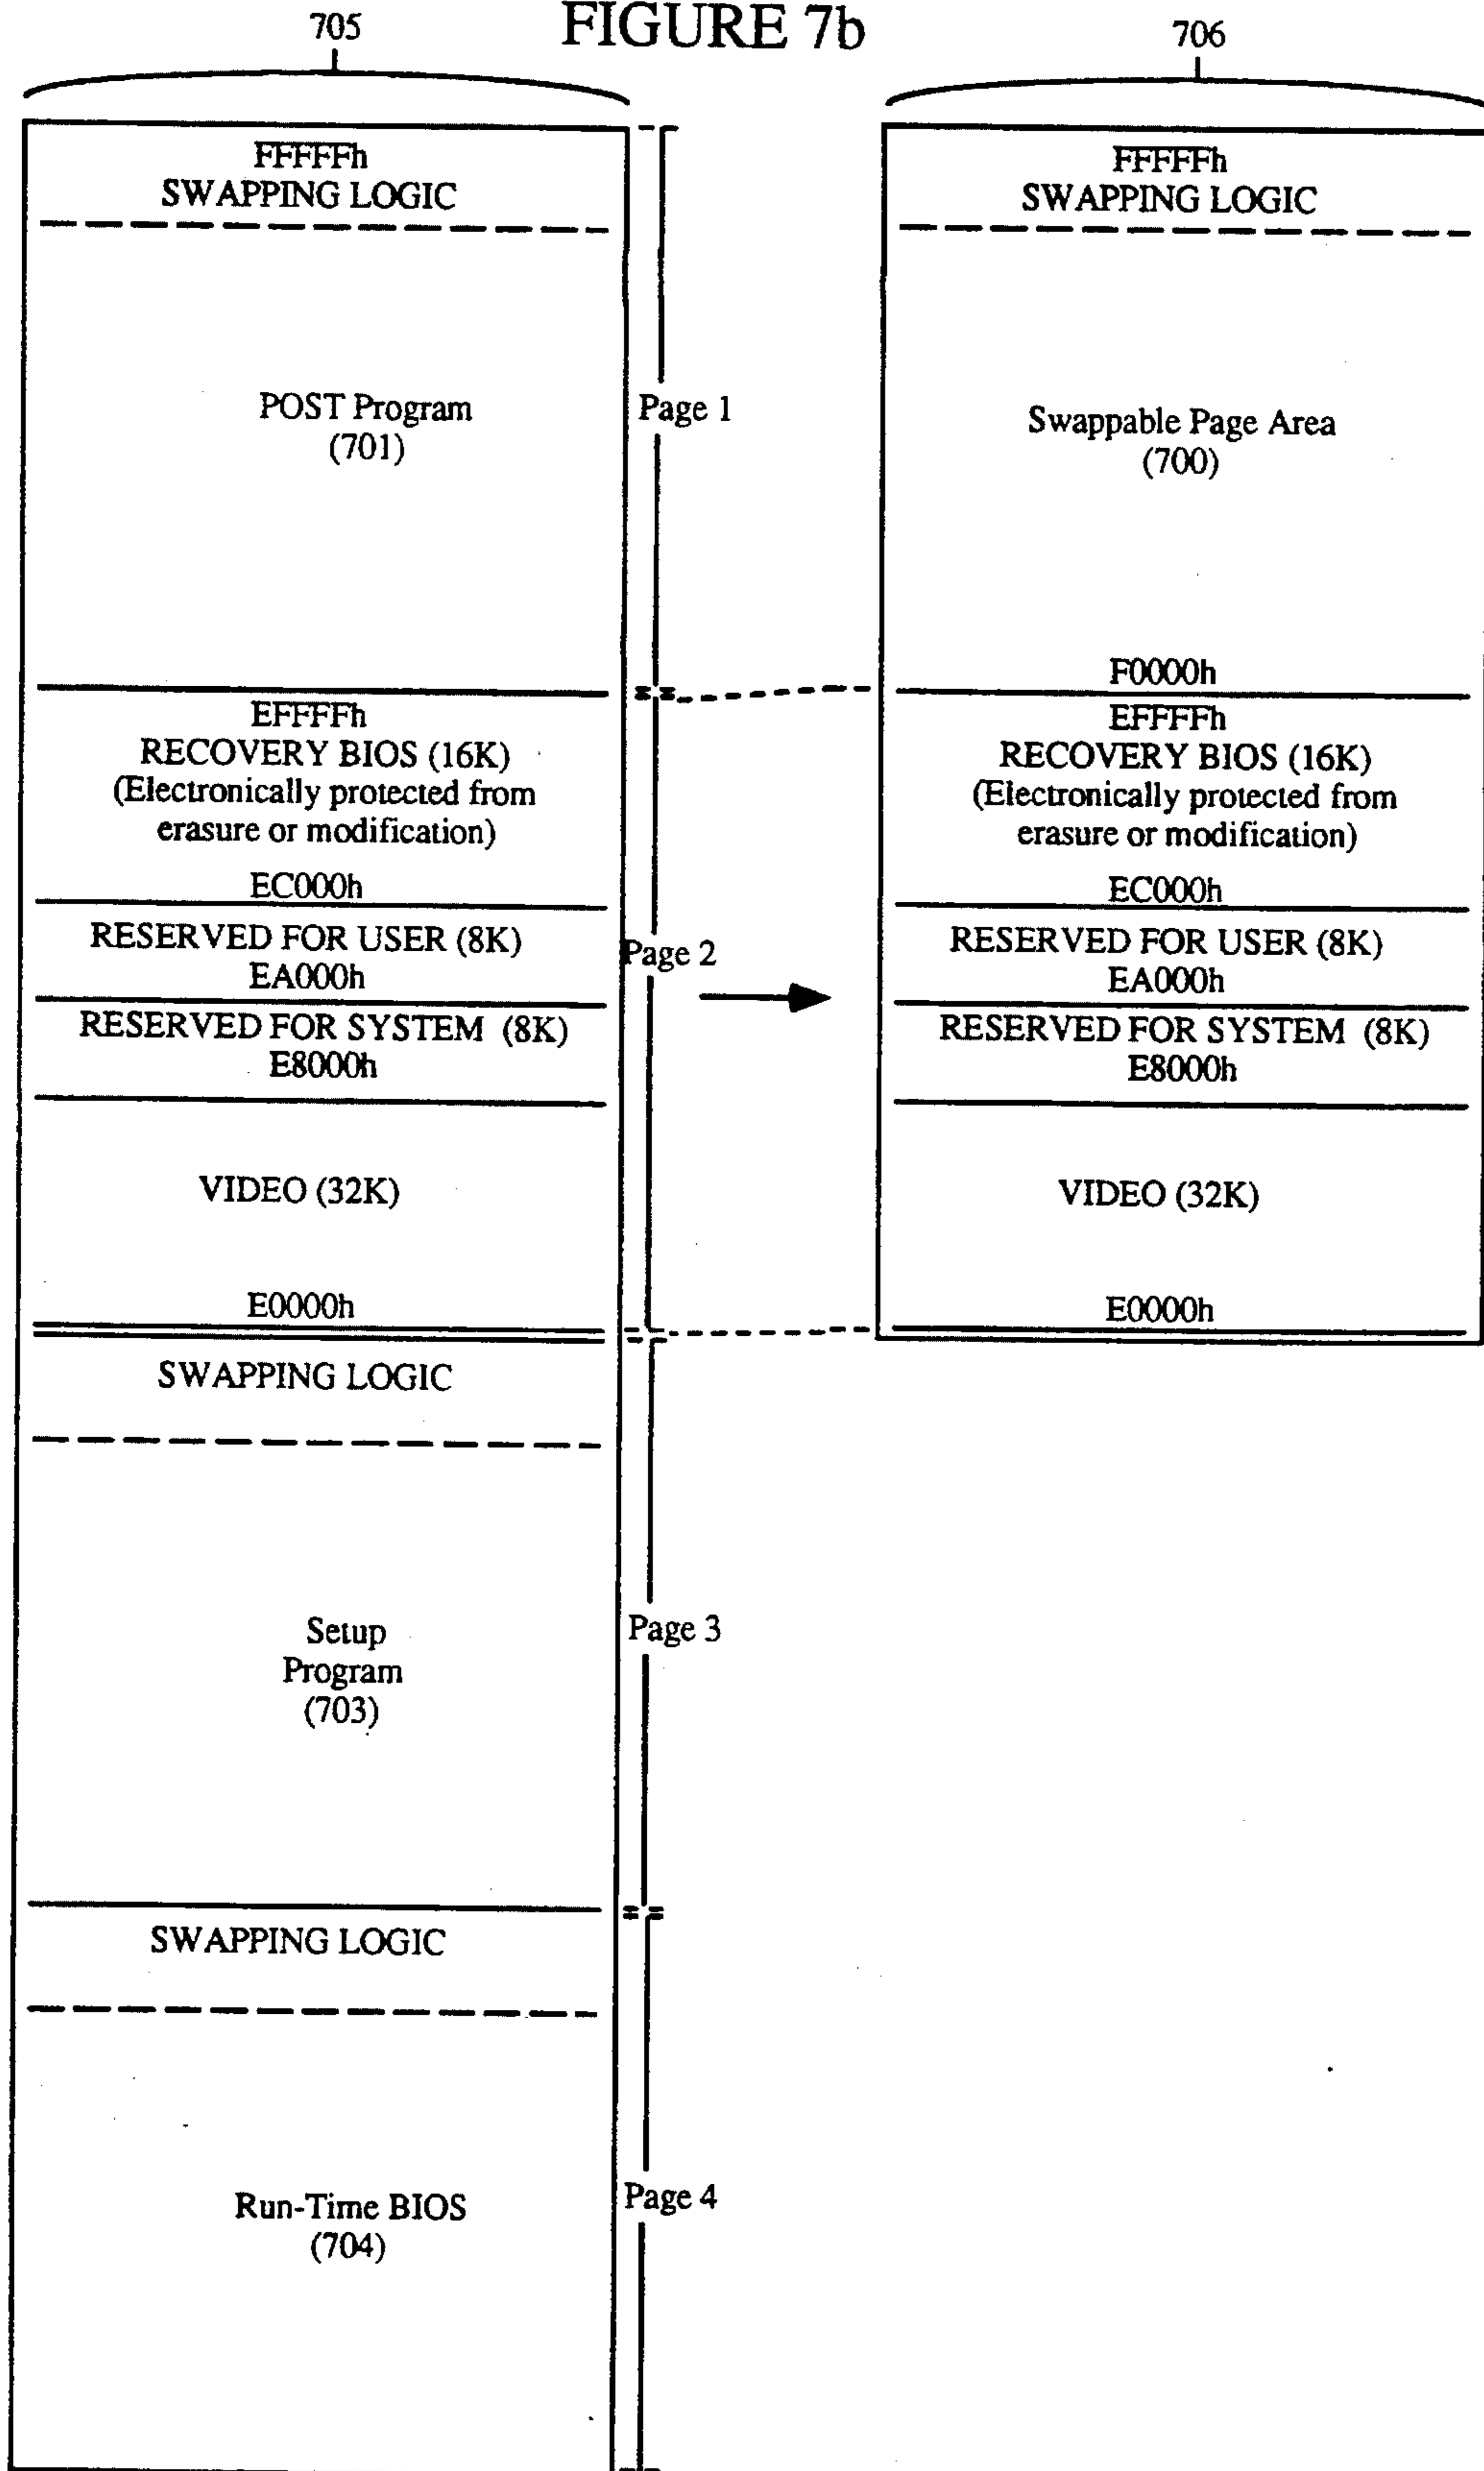 FIGURE 7b
705
FFFFFh
SWAPPING LOGIC
POST Program
(701)
EFFFFh
RECOVERY BIOS (16K)
(Electronically protected from
erasure or modification)
EC000h
RESERVED FOR USER (8K)
EA000h
RESERVED FOR SYSTEM (8K)
E8000h
VIDEO (32K)
E0000h
SWAPPING LOGIC
Setup
Program
(703)
SWAPPING LOGIC
Run-Time BIOS
(704)
Page 1
Page 2
Page 3
Page 4
706
FFFFFh
SWAPPING LOGIC
Swappable Page Area
(700)
F0000h
EFFFFh
RECOVERY BIOS (16K)
(Electronically protected from
erasure or modification)
EC000h
RESERVED FOR USER (8K)
EA000h
RESERVED FOR SYSTEM (8K)
E8000h
VIDEO (32K)
E0000h